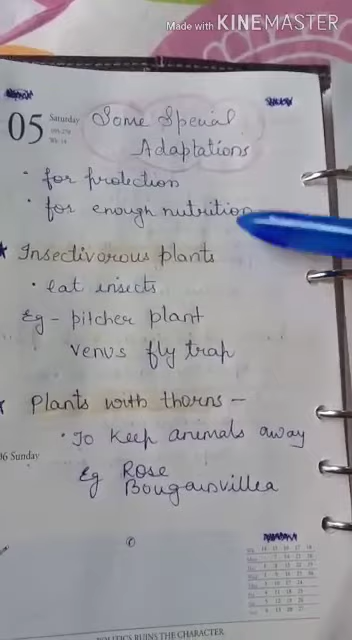 Made with KINEMASTER
05 Saturday
Some Special
Adaptations
• for protection
• for enough nutrition
★ Insectivorous plants
• eat insects
Eg - pitcher plant
venus fly trap
Plants with thorns -
• To keep animals away
06 Sunday
Eg Rose
Bougainvillea
POLITICS RUINS THE CHARACTER